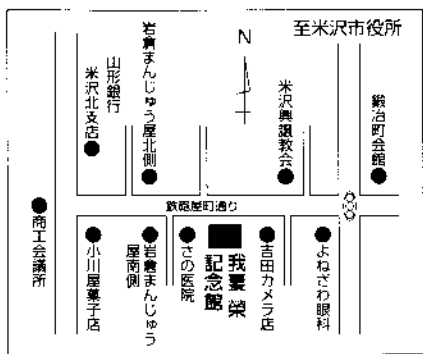 至米沢市役所
N
鍛冶町会館
米沢興譲教会
岩倉まんじゅう屋北側
山形銀行
米沢北支店
鉄砲屋町通り
よねざわ眼科
吉田カメラ店
我妻 榮
記念館
さの医院
岩倉まんじゅう
屋南側
小川屋菓子店
商工会議所